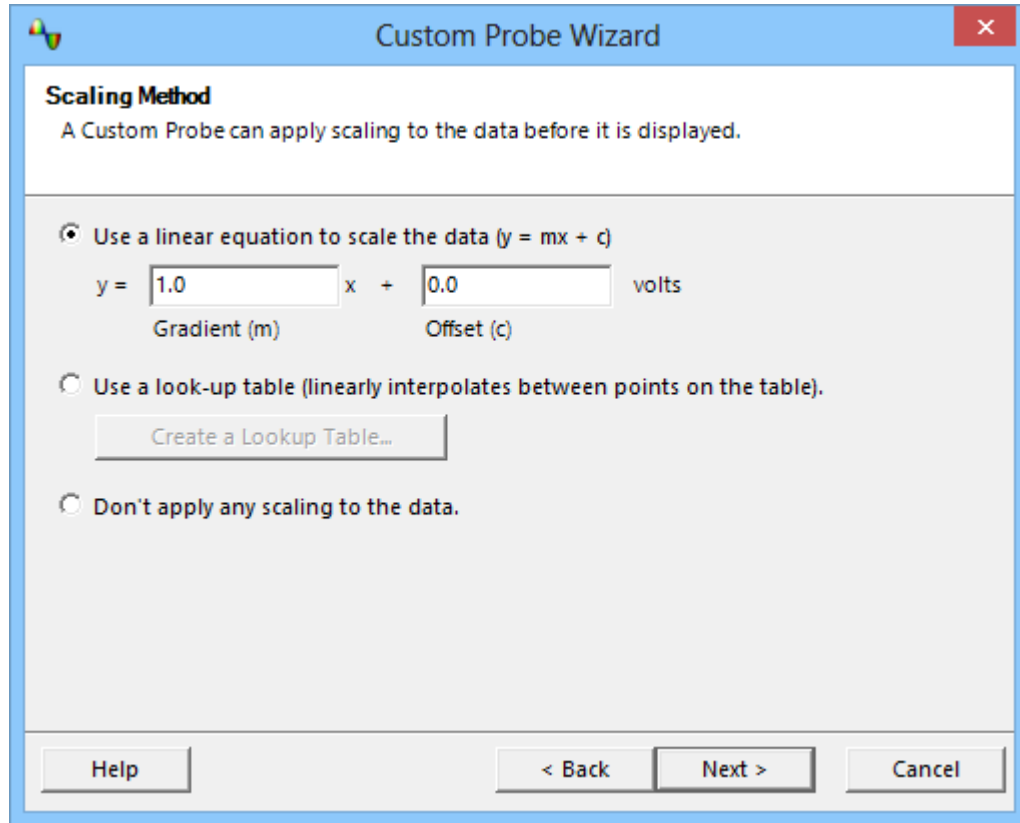 Custom Probe Wizard
Scaling Method
A Custom Probe can apply scaling to the data before it is displayed.
Use a linear equation to scale the data (y = mx + c)
y = 1.0 x + 0.0 volts
Gradient (m) Offset (c)
Use a look-up table (linearly interpolates between points on the table).
Create a Lookup Table...
Don't apply any scaling to the data.
Help < Back Next > Cancel